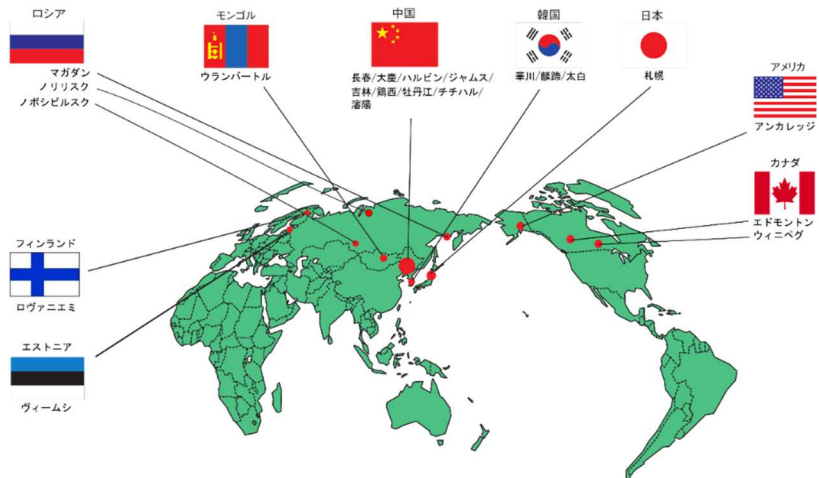 ロシア
マガダン
ノリリスク
ノボシビルスク
モンゴル
ウランバートル
中国
長春/大慶/ハルビン/ジャムス/
吉林/鶏西/牡丹江/チチハル/
瀋陽
韓国
華川/麟蹄/太白
日本
札幌
アメリカ
アンカレッジ
カナダ
エドモントン
ウィニペグ
フィンランド
ロヴァニエミ
エストニア
ヴィームシ